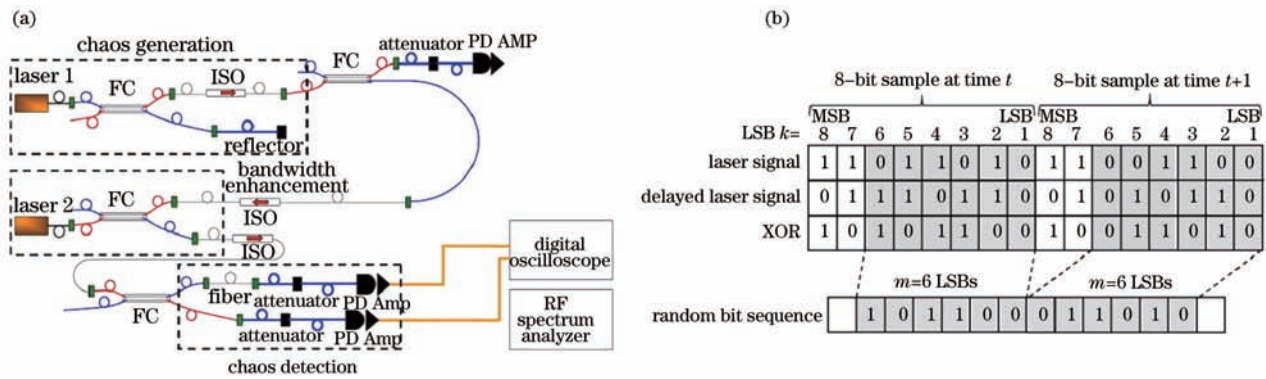 (a)
chaos generation
laser 1
FC
ISO
reflector
FC
attenuator PD AMP
bandwidth
enhancement
laser 2
FC
ISO
ISO
FC
fiber
attenuator
PD Amp
attenuator
PD Amp
chaos detection
digital
oscilloscope
RF
spectrum
analyzer
(b)
8-bit sample at time t 8-bit sample at time t+1
MSB LSB MSB LSB
LSB k= 8 7 6 5 4 3 2 1 8 7 6 5 4 3 2 1
laser signal 1 1 0 1 1 0 1 0 1 1 0 0 1 1 0 0
delayed laser signal 0 1 1 1 0 1 1 0 0 1 0 1 0 1 1 0
XOR 1 0 1 0 1 1 0 0 1 0 0 1 1 0 1 0
m=6 LSBs m=6 LSBs
random bit sequence 1 0 1 1 0 0 0 1 1 0 1 0